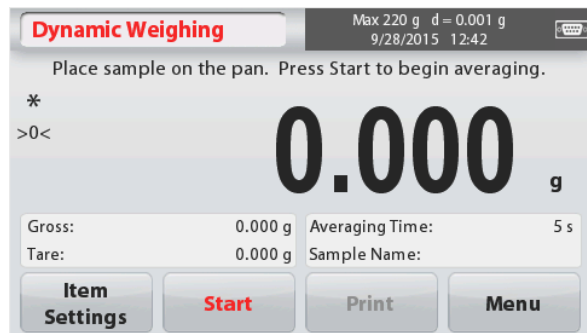 Dynamic Weighing
Max 220 g d = 0.001 g
9/28/2015 12:42
Place sample on the pan. Press Start to begin averaging.
*
>0<
0.000 g
Gross: 0.000 g Averaging Time: 5 s
Tare: 0.000 g Sample Name:
Item Settings Start Print Menu